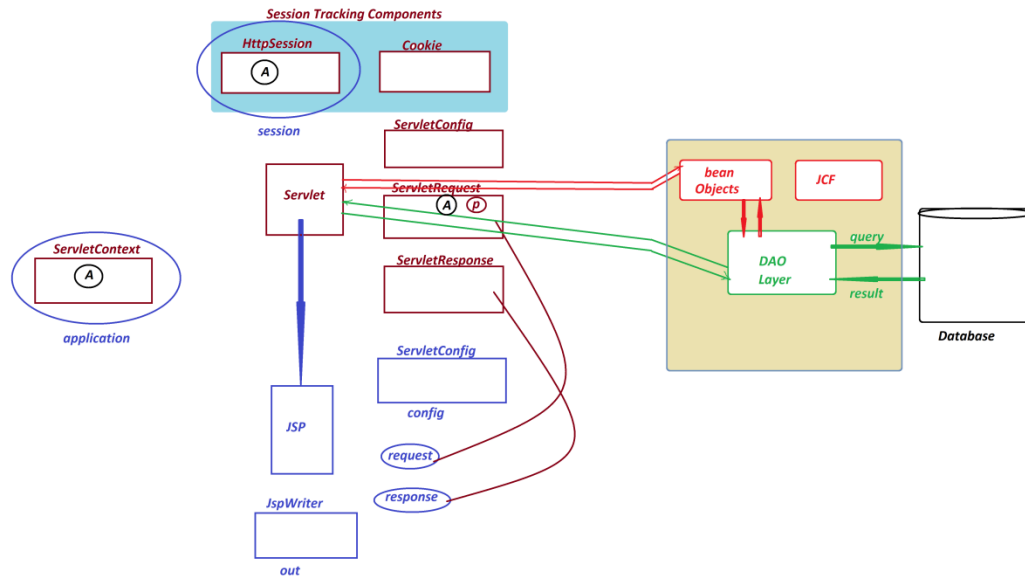 Session Tracking Components
HttpSession
Cookie
A
session
ServletConfig
Servlet
ServletRequest
A
p
bean
Objects
JCF
ServletContext
A
application
ServletResponse
DAO
Layer
query
result
Database
ServletConfig
config
JSP
request
response
JspWriter
out